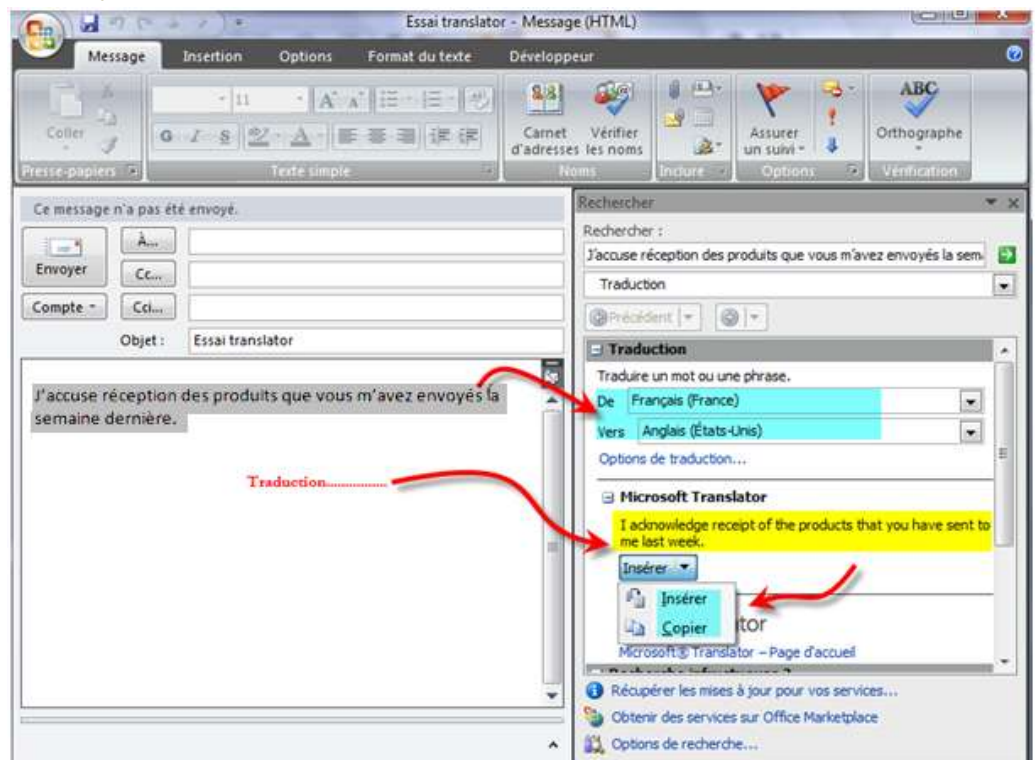 Essai translator - Message (HTML)
Message Insertion Options Format du texte Développeur
11
ABC
Coller
G I S
Carnet d'adresses
Vérifier les noms
Assurer un suivi
Orthographe
Presse-papiers Texte simple Noms Inclure Options Vérification
Ce message n'a pas été envoyé.
Envoyer
À...
Cc...
Compte
Cci...
Objet : Essai translator
J'accuse réception des produits que vous m'avez envoyés la
semaine dernière.
Traduction................
Rechercher
Rechercher :
J'accuse réception des produits que vous m'avez envoyés la sem
Traduction
Précédent
Traduction
Traduire un mot ou une phrase.
De Français (France)
Vers Anglais (États-Unis)
Options de traduction...
Microsoft Translator
I acknowledge receipt of the products that you have sent to
me last week.
Insérer
Insérer
Copier
tor
Microsoft® Translator – Page d'accueil
Récupérer les mises à jour pour vos services...
Obtenir des services sur Office Marketplace
Options de recherche...